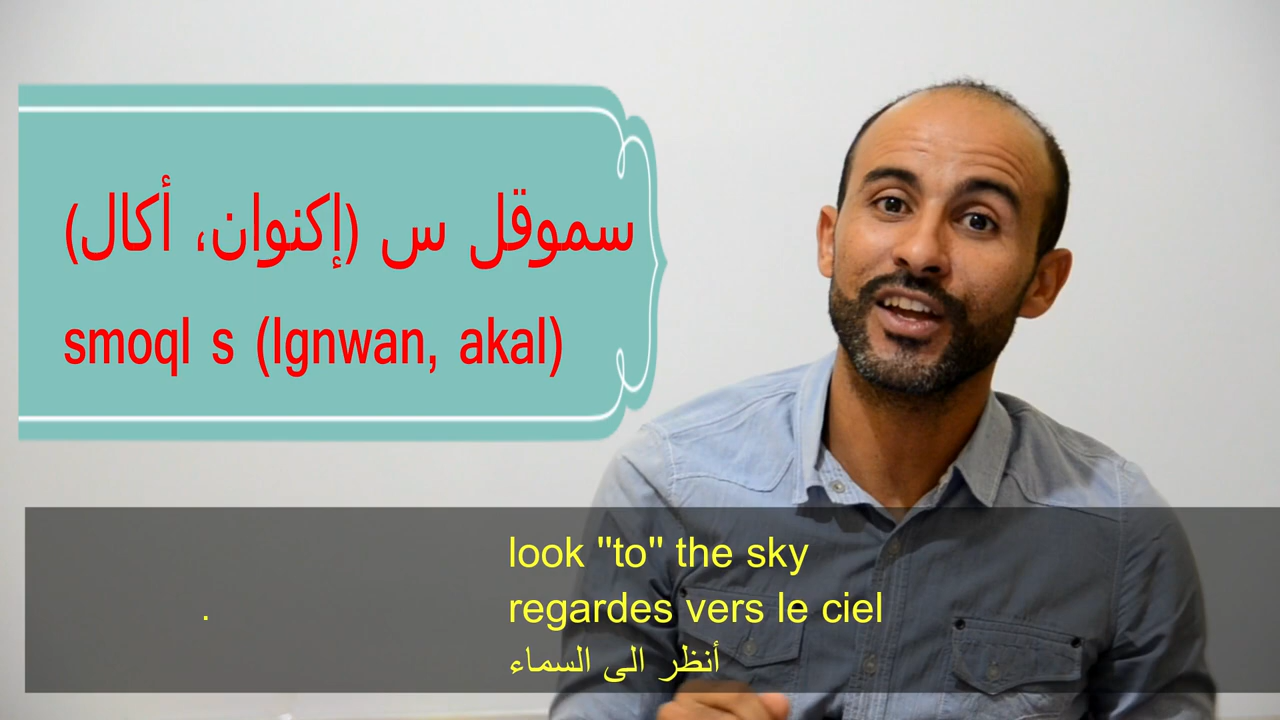 سموقل س (إكنوان، أكال)
smoql s (Ignwan, akal)
look "to" the sky
regardes vers le ciel
.
أنظر الى السماء